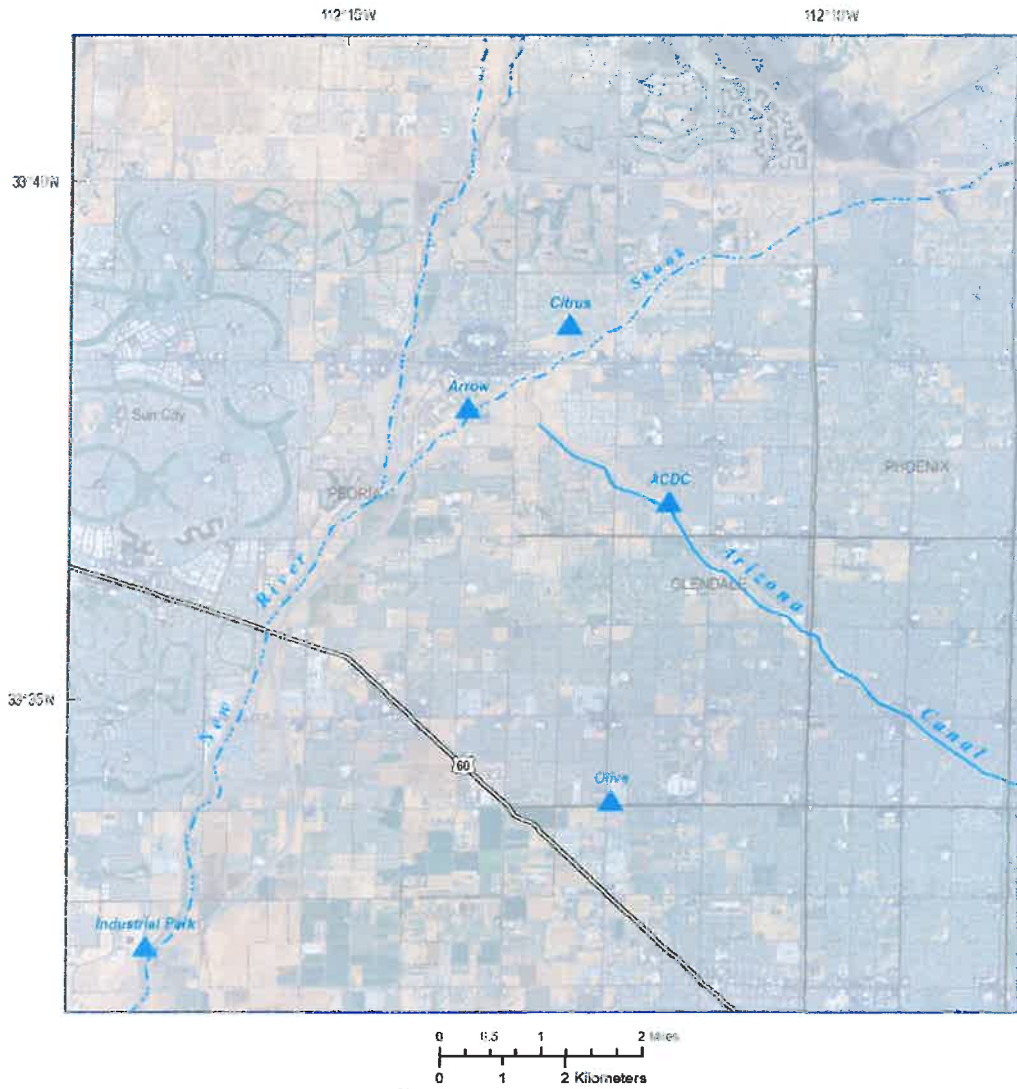 112°15'W
112°10'W
33°40'W
Skunk
Citrus
Arrow
Sun City
PHOENIX
PEORIA
ACDC
Arizona
GLENDALE
River
33°35'W
New
Canal
60
Olive
Industrial Park
0 0.5 1 2 Miles
0 1 2 Kilometers